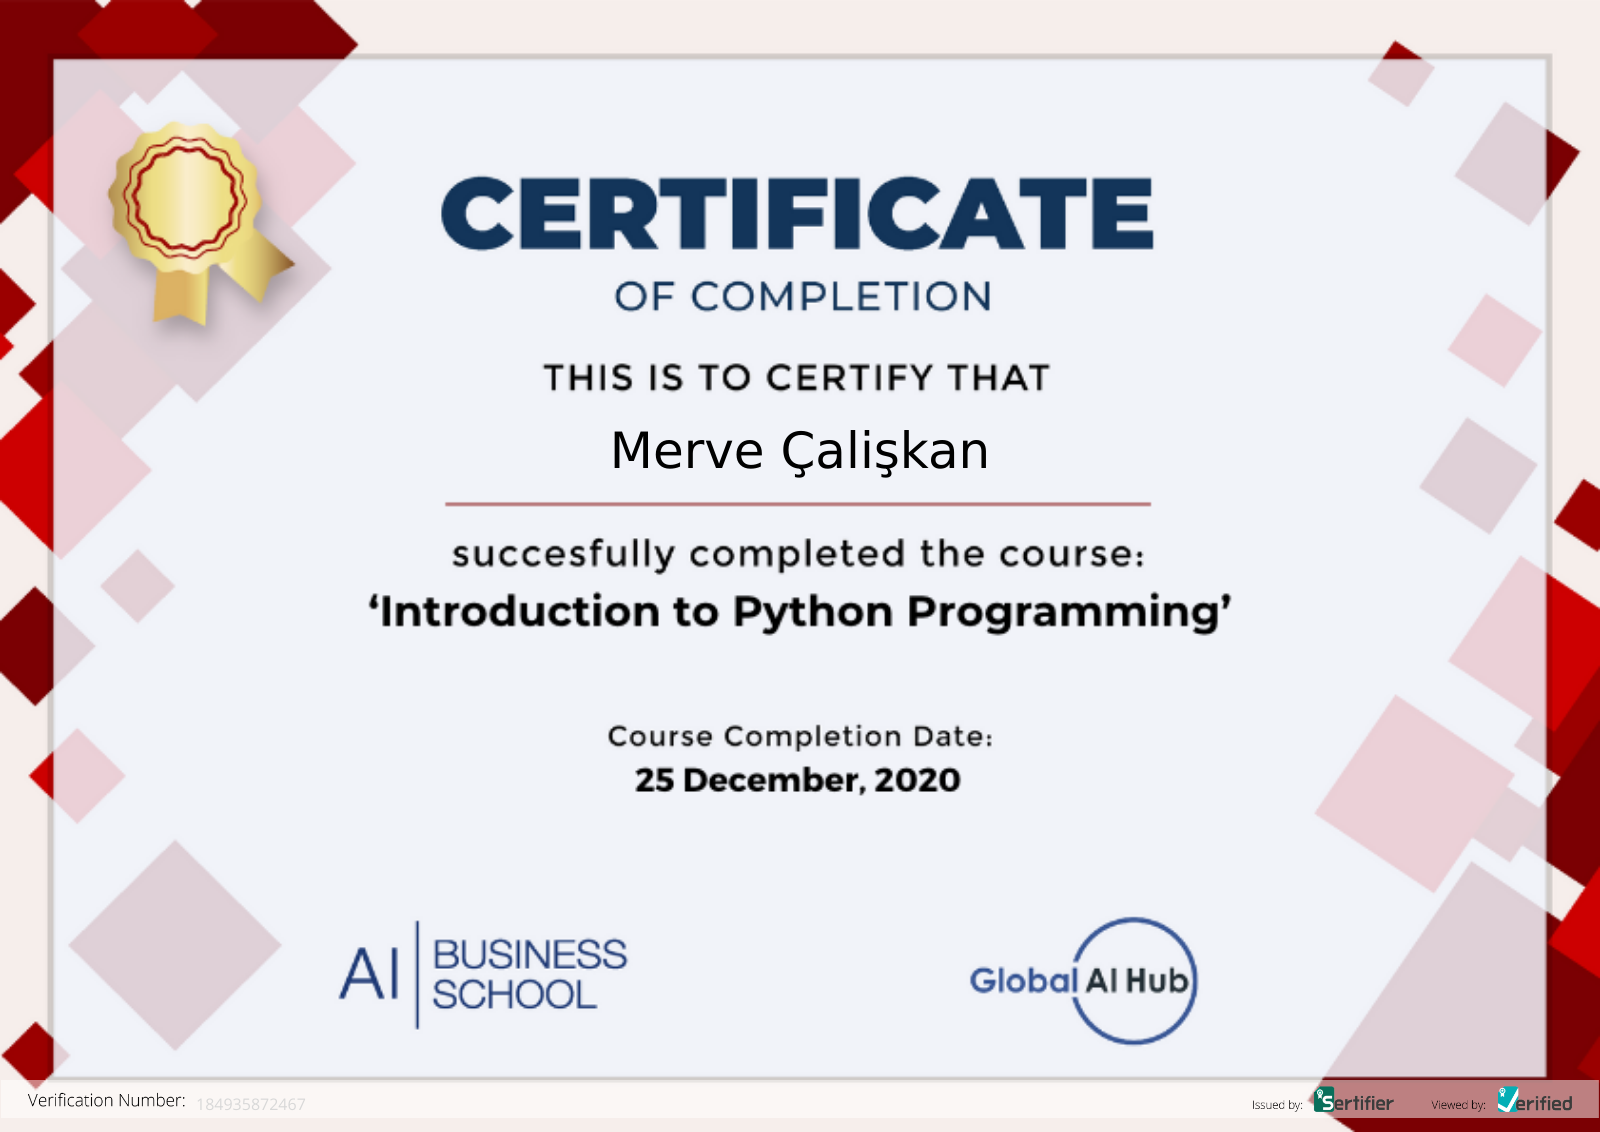 CERTIFICATE
OF COMPLETION
THIS IS TO CERTIFY THAT
Merve Çalişkan
succesfully completed the course:
‘Introduction to Python Programming’
Course Completion Date:
25 December, 2020
AI BUSINESS SCHOOL
Global AI Hub
Verification Number: 184935872467
Issued by: Sertifier Viewed by: Verified